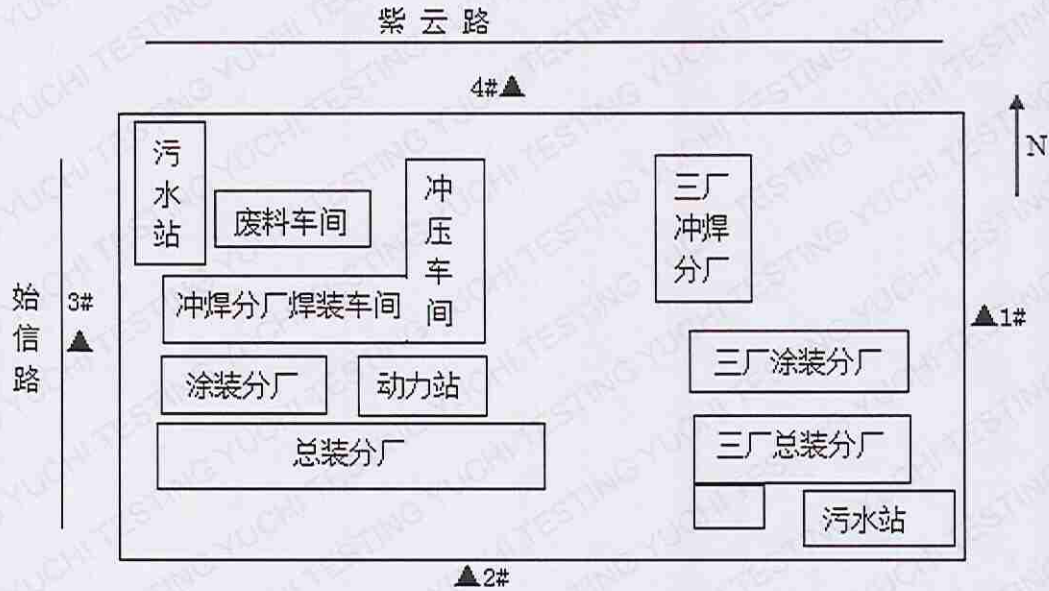 紫云路
4#
N
污水站
废料车间
冲压车间
三厂冲焊分厂
始信路
3#
冲焊分厂焊装车间
1#
三厂涂装分厂
涂装分厂
动力站
总装分厂
三厂总装分厂
污水站
2#
YUCHI TESTING